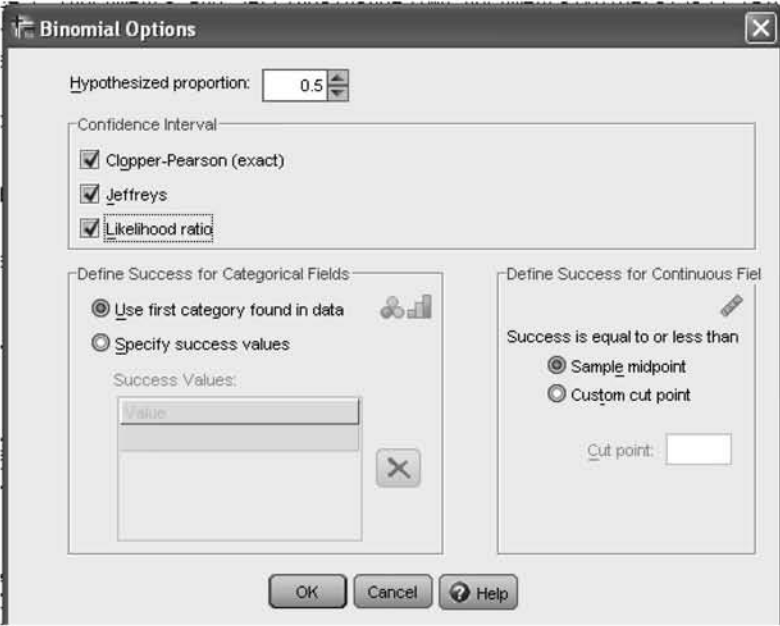 Binomial Options
Hypothesized proportion: 0.5
Confidence Interval
Clopper-Pearson (exact)
Jeffreys
Likelihood ratio
Define Success for Categorical Fields
Use first category found in data
Specify success values
Success Values:
Value
Define Success for Continuous Fiel
Success is equal to or less than
Sample midpoint
Custom cut point
Cut point:
OK Cancel Help